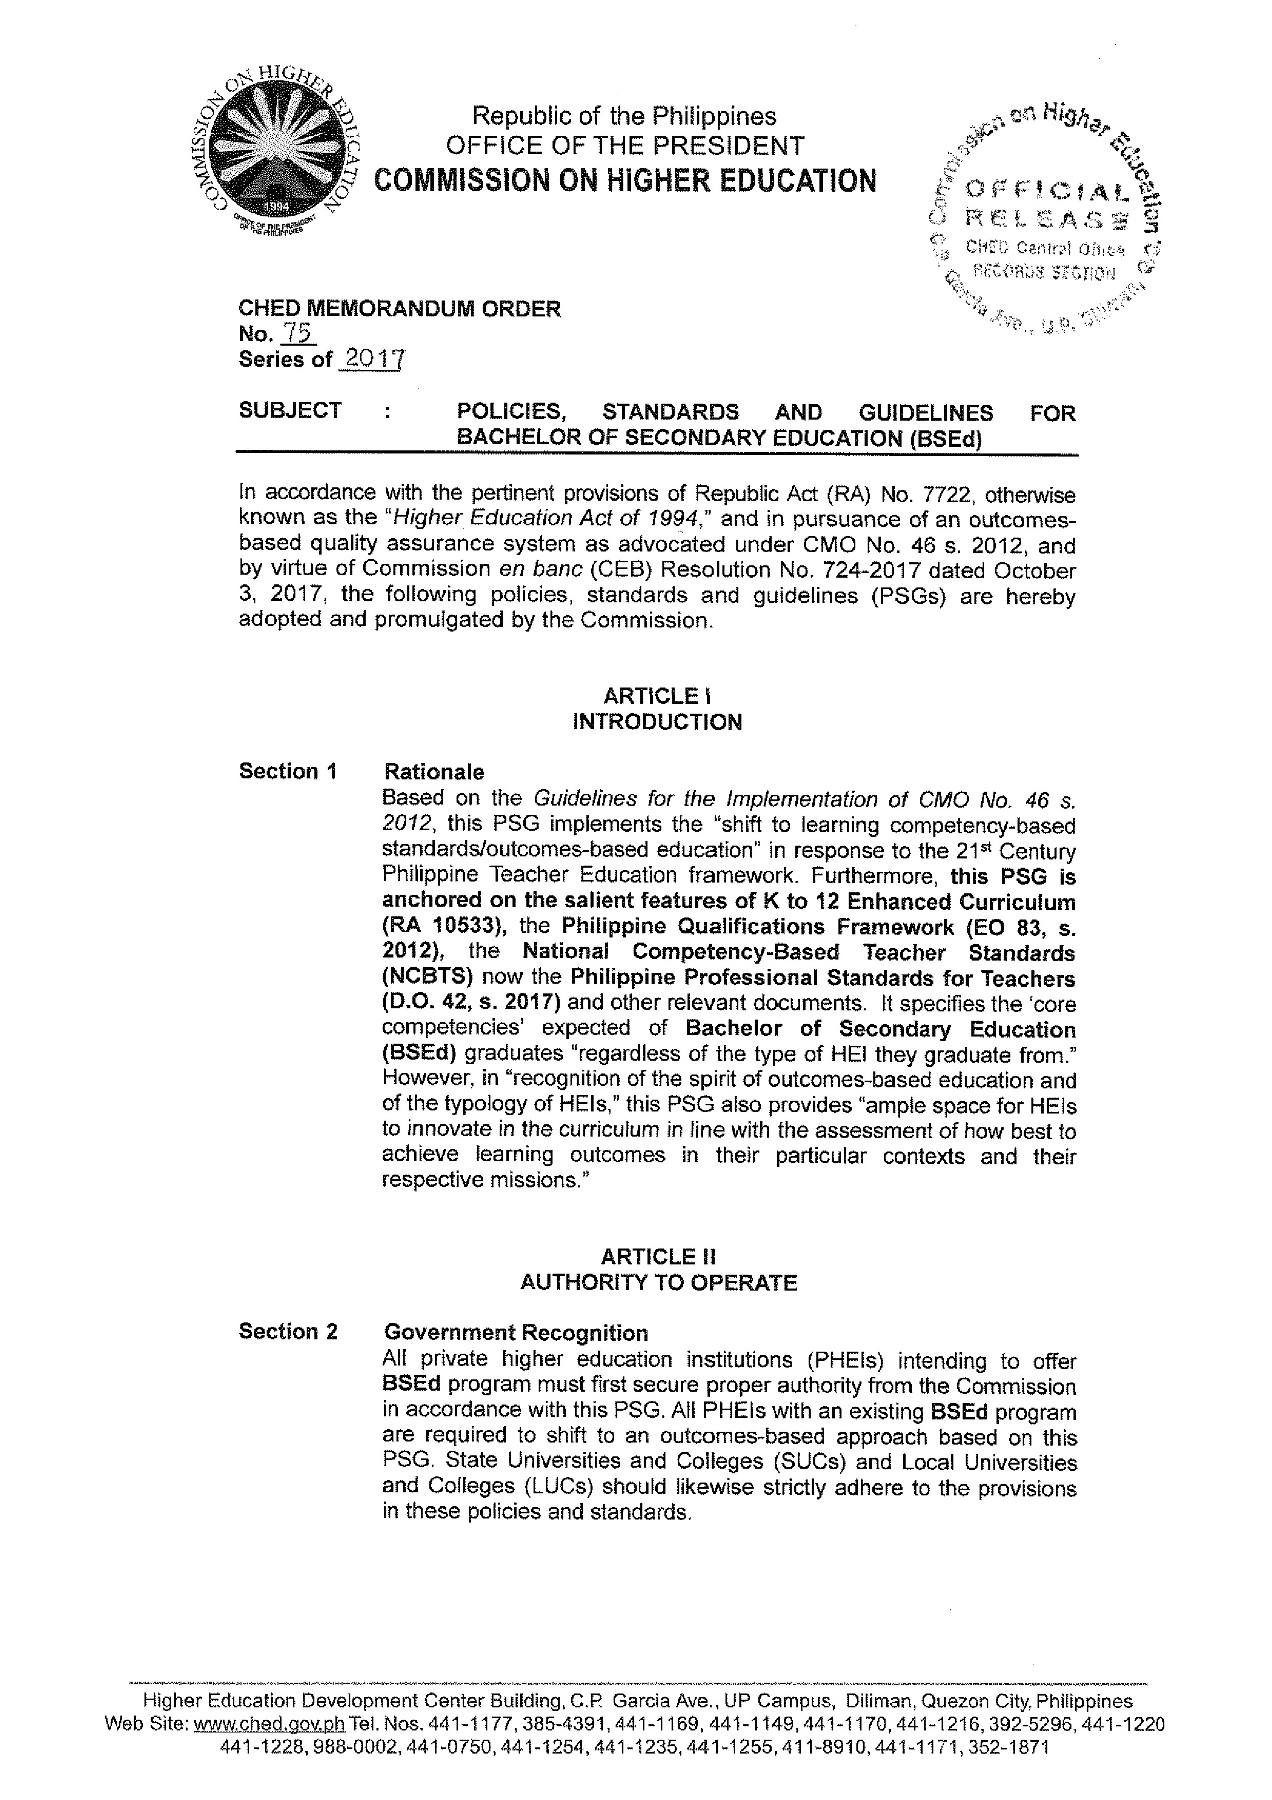 COMMISSION ON HIGHER EDUCATION
1994
OFFICE OF THE PRESIDENT
OF THE PHILIPPINES
Republic of the Philippines
OFFICE OF THE PRESIDENT
COMMISSION ON HIGHER EDUCATION
Commission on Higher Education
OFFICIAL
RELEASE
CHED Central Office
RECORDS SECTION
Garcia Ave., U.P.
CHED MEMORANDUM ORDER
No. 75
Series of 2017
SUBJECT : POLICIES, STANDARDS AND GUIDELINES FOR
BACHELOR OF SECONDARY EDUCATION (BSEd)
In accordance with the pertinent provisions of Republic Act (RA) No. 7722, otherwise
known as the "Higher Education Act of 1994," and in pursuance of an outcomes-
based quality assurance system as advocated under CMO No. 46 s. 2012, and
by virtue of Commission en banc (CEB) Resolution No. 724-2017 dated October
3, 2017, the following policies, standards and guidelines (PSGs) are hereby
adopted and promulgated by the Commission.
ARTICLE I
INTRODUCTION
Section 1 Rationale
Based on the Guidelines for the Implementation of CMO No. 46 s.
2012, this PSG implements the "shift to learning competency-based
standards/outcomes-based education" in response to the 21st Century
Philippine Teacher Education framework. Furthermore, this PSG is
anchored on the salient features of K to 12 Enhanced Curriculum
(RA 10533), the Philippine Qualifications Framework (EO 83, s.
2012), the National Competency-Based Teacher Standards
(NCBTS) now the Philippine Professional Standards for Teachers
(D.O. 42, s. 2017) and other relevant documents. It specifies the 'core
competencies' expected of Bachelor of Secondary Education
(BSEd) graduates "regardless of the type of HEI they graduate from."
However, in "recognition of the spirit of outcomes-based education and
of the typology of HEIs," this PSG also provides "ample space for HEIs
to innovate in the curriculum in line with the assessment of how best to
achieve learning outcomes in their particular contexts and their
respective missions."
ARTICLE II
AUTHORITY TO OPERATE
Section 2 Government Recognition
All private higher education institutions (PHEIs) intending to offer
BSEd program must first secure proper authority from the Commission
in accordance with this PSG. All PHEIs with an existing BSEd program
are required to shift to an outcomes-based approach based on this
PSG. State Universities and Colleges (SUCs) and Local Universities
and Colleges (LUCs) should likewise strictly adhere to the provisions
in these policies and standards.
Higher Education Development Center Building, C.P. Garcia Ave., UP Campus, Diliman, Quezon City, Philippines
Web Site: www.ched.gov.ph Tel. Nos. 441-1177, 385-4391, 441-1169, 441-1149, 441-1170, 441-1216, 392-5296, 441-1220
441-1228, 988-0002, 441-0750, 441-1254, 441-1235, 441-1255, 411-8910, 441-1171, 352-1871